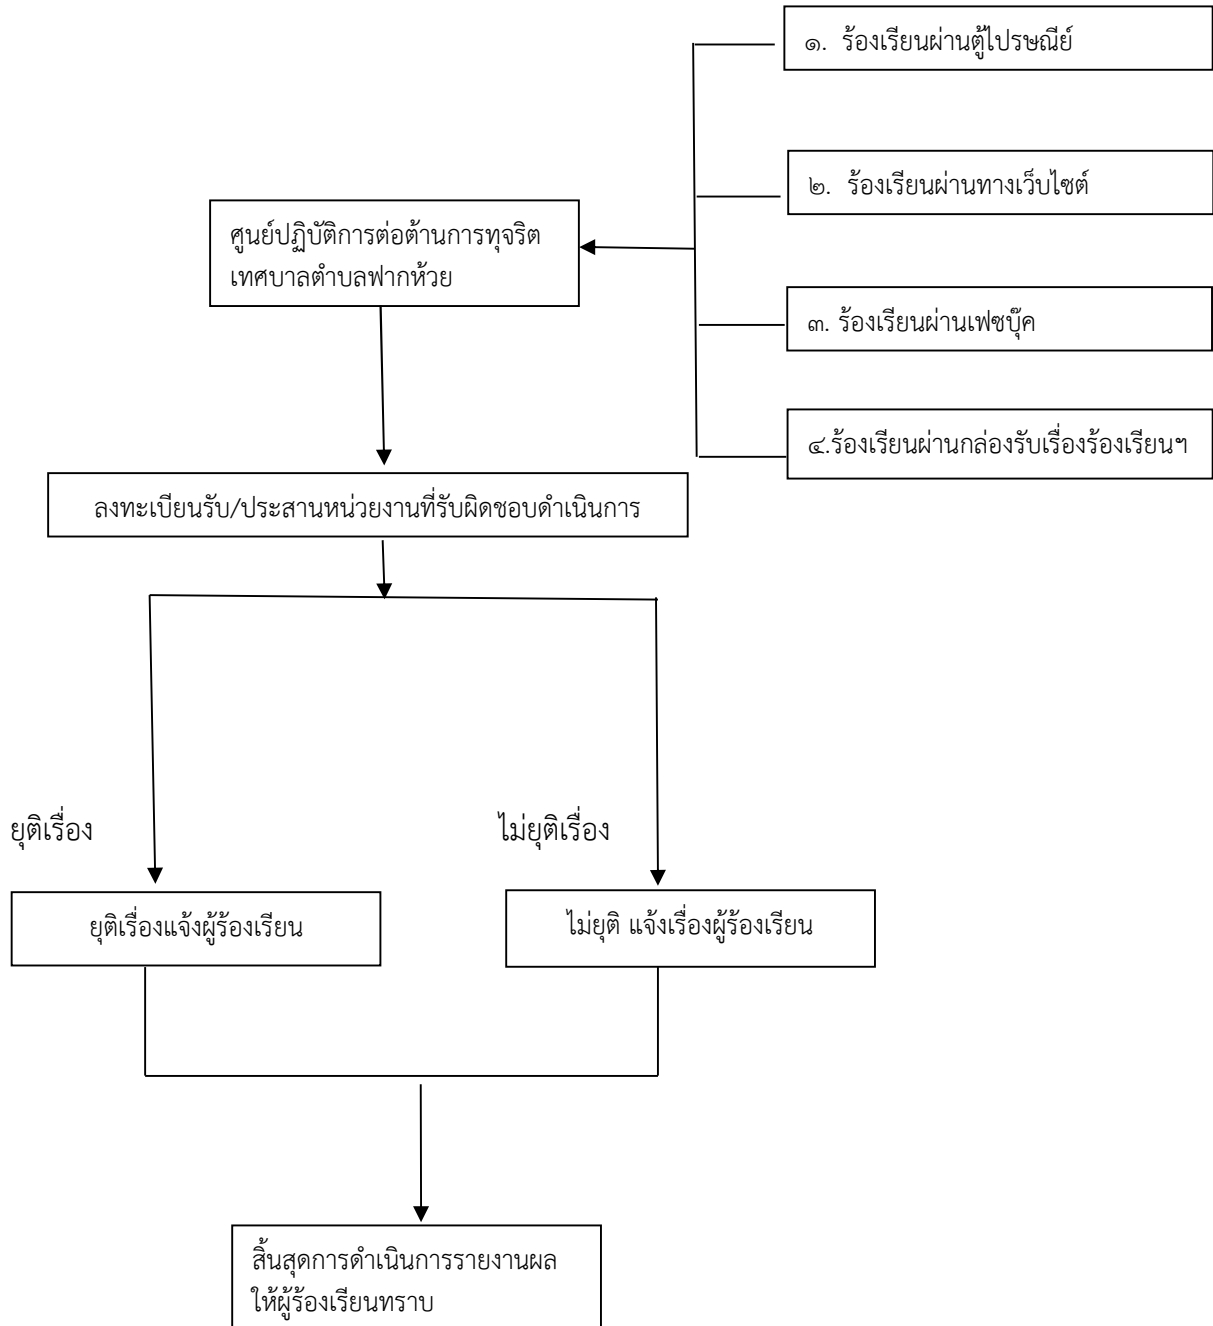 ๑. ร้องเรียนผ่านตู้ไปรษณีย์
๒. ร้องเรียนผ่านทางเว็บไซต์
ศูนย์ปฏิบัติการต่อต้านการทุจริต
เทศบาลตำบลฟากห้วย
๓. ร้องเรียนผ่านเฟซบุ๊ค
๔.ร้องเรียนผ่านกล่องรับเรื่องร้องเรียนฯ
ลงทะเบียนรับ/ประสานหน่วยงานที่รับผิดชอบดำเนินการ
ยุติเรื่อง
ไม่ยุติเรื่อง
ยุติเรื่องแจ้งผู้ร้องเรียน
ไม่ยุติ แจ้งเรื่องผู้ร้องเรียน
สิ้นสุดการดำเนินการรายงานผล
ให้ผู้ร้องเรียนทราบ